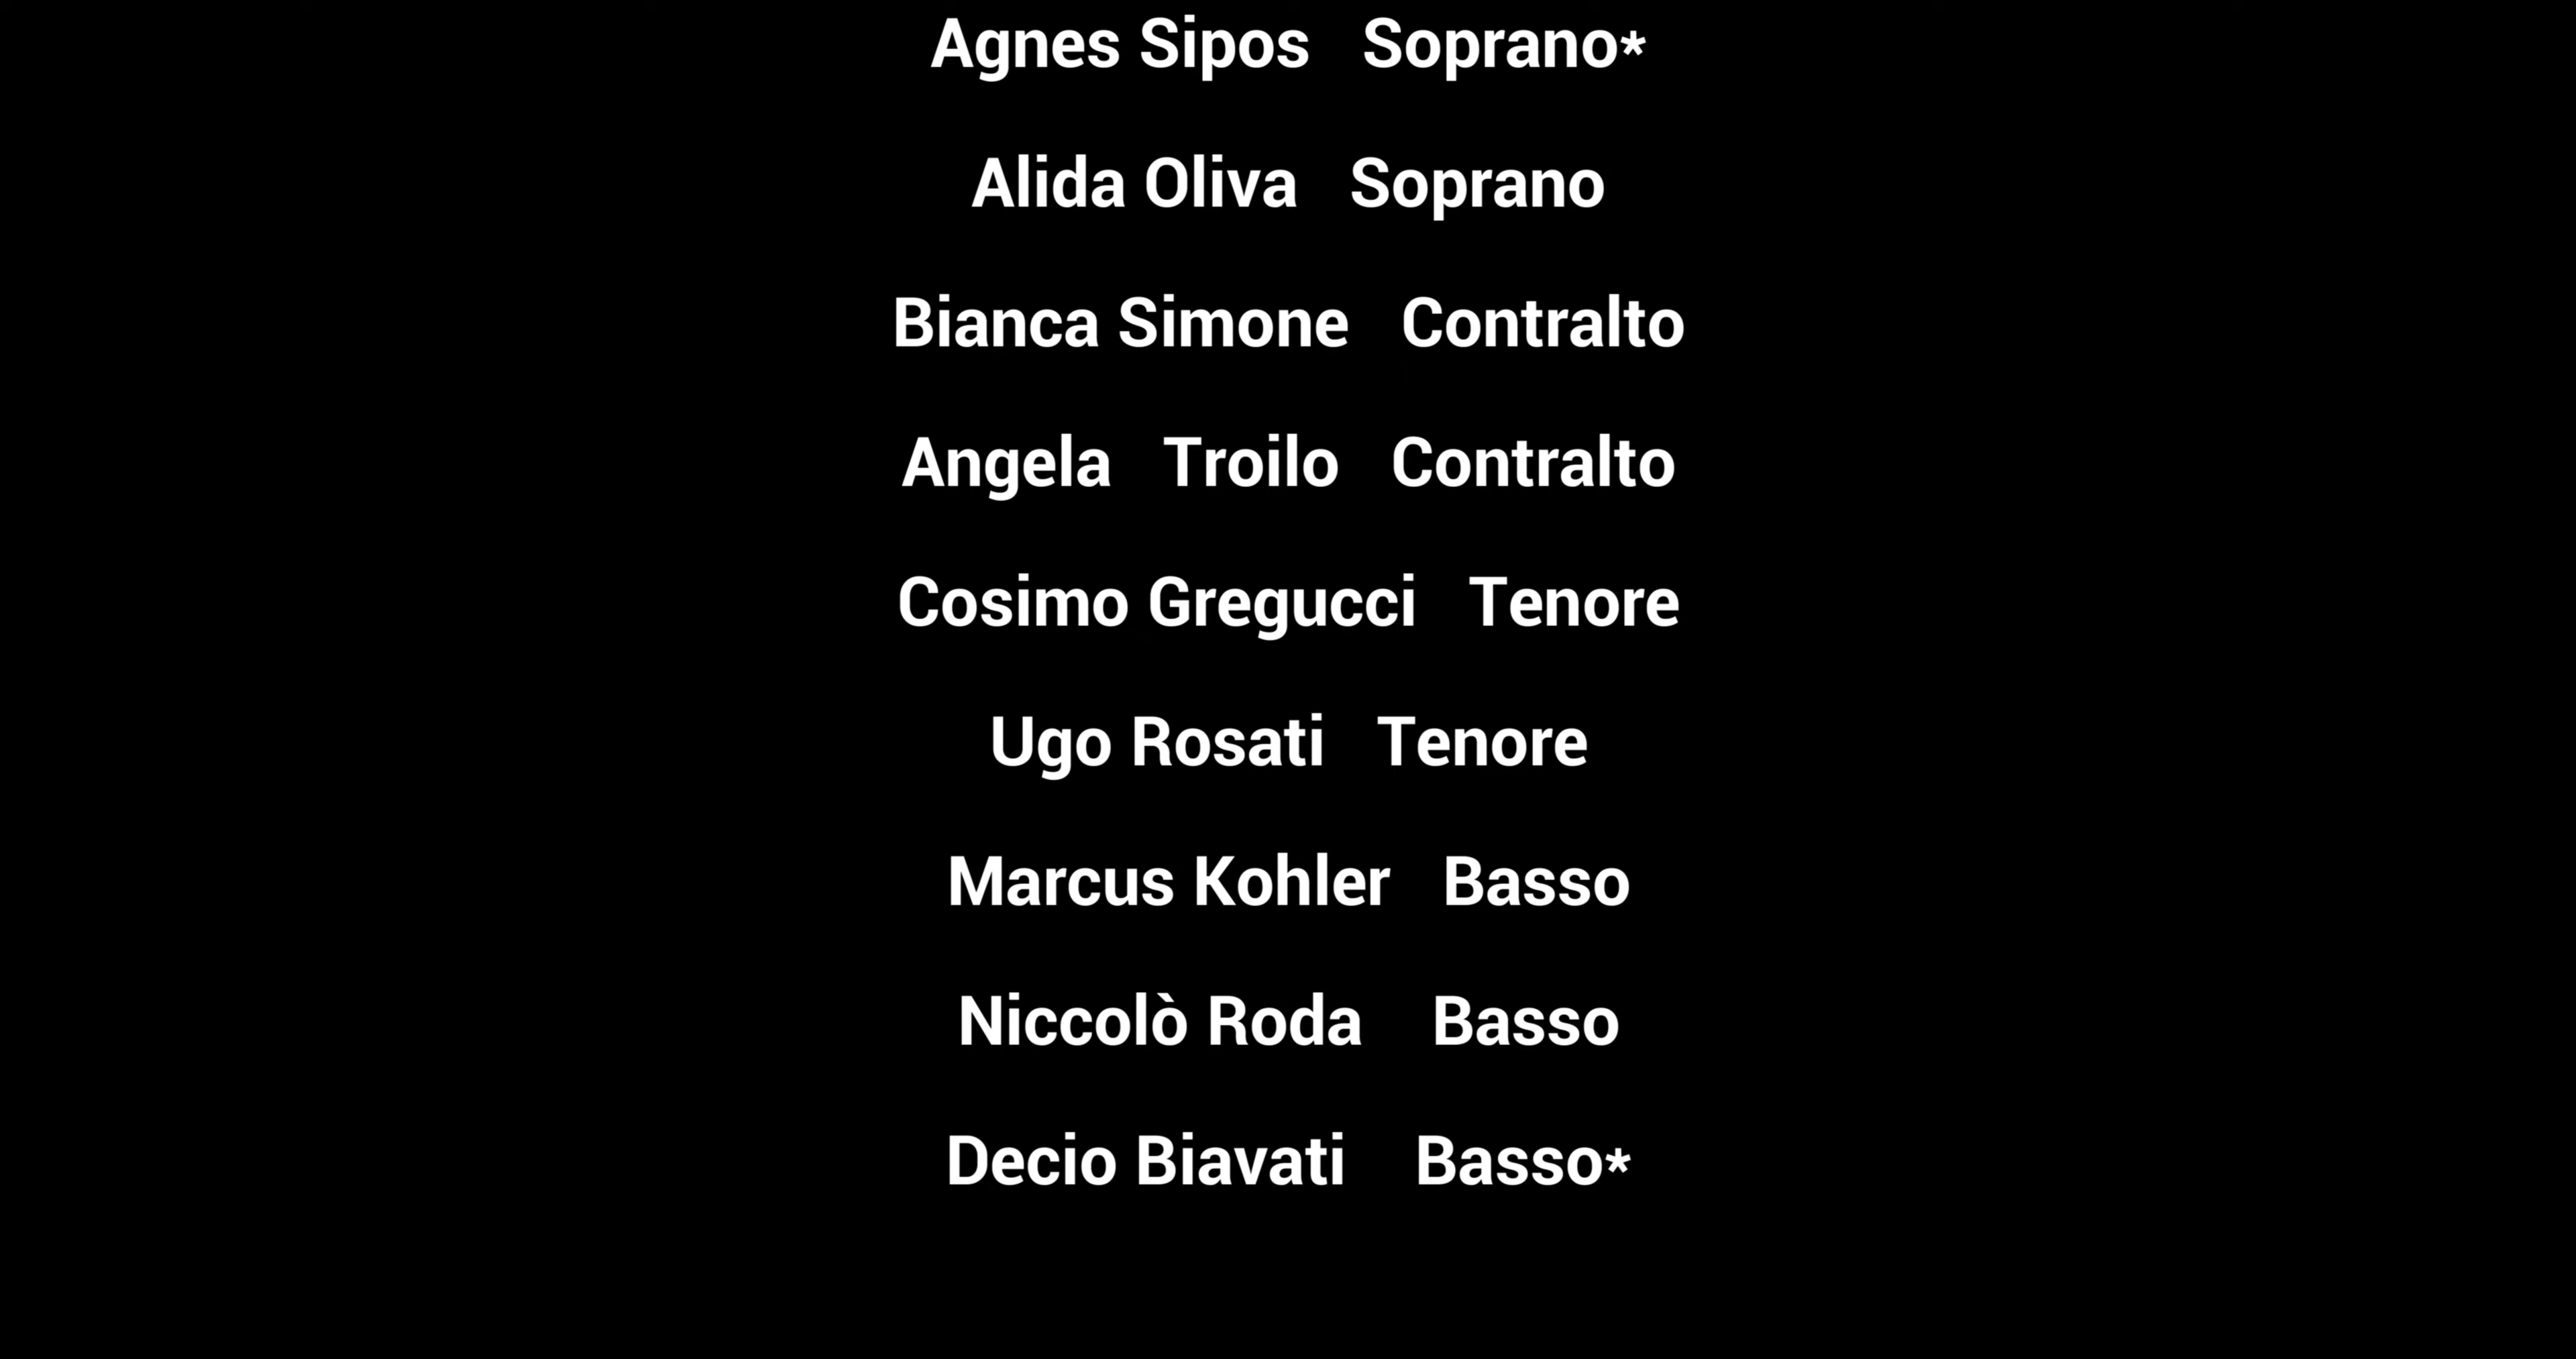 Agnes Sipos Soprano*
Alida Oliva Soprano
Bianca Simone Contralto
Angela Troilo Contralto
Cosimo Gregucci Tenore
Ugo Rosati Tenore
Marcus Kohler Basso
Niccolò Roda Basso
Decio Biavati Basso*